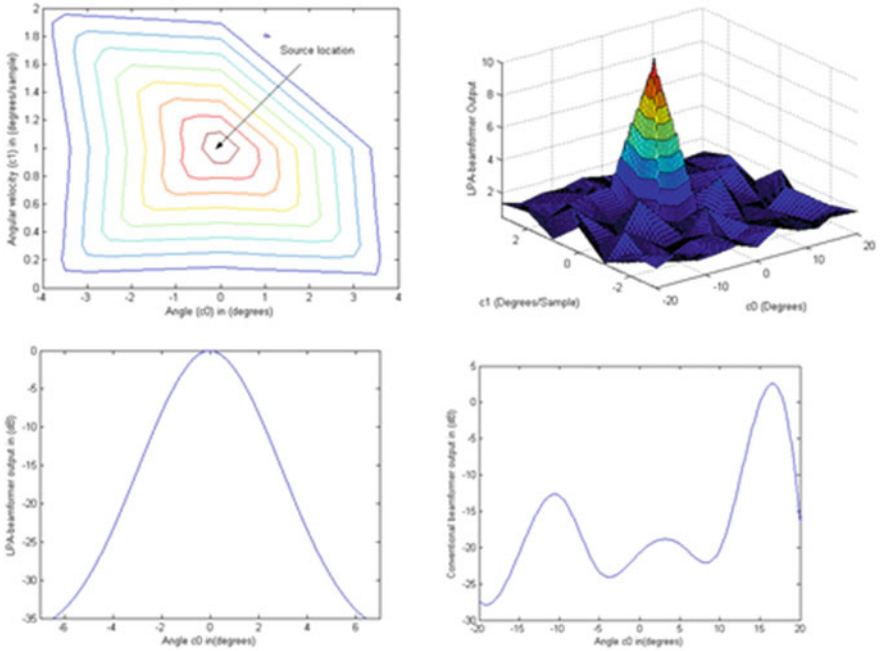 2
1.8
1.6
1.4
1.2
1
0.8
0.6
0.4
0.2
0
Source location
Angular velocity (c1) in (degrees/sample)
-4 -3 -2 -1 0 1 2 3 4
Angle (c0) in (degrees)
10
8
6
4
2
LPA-beamformer Output
2
0
-2
c1 (Degrees/Sample)
-20 -10 0 10 20
c0 (Degrees)
0
-5
-10
-15
-20
-25
-30
-35
LPA-beamformer output in (dB)
-6 -4 -2 0 2 4 6
Angle c0 in(degrees)
5
0
-5
-10
-15
-20
-25
-30
Conventional beamformer output in (dB)
-20 -15 -10 -5 0 5 10 15 20
Angle c0 in(degrees)